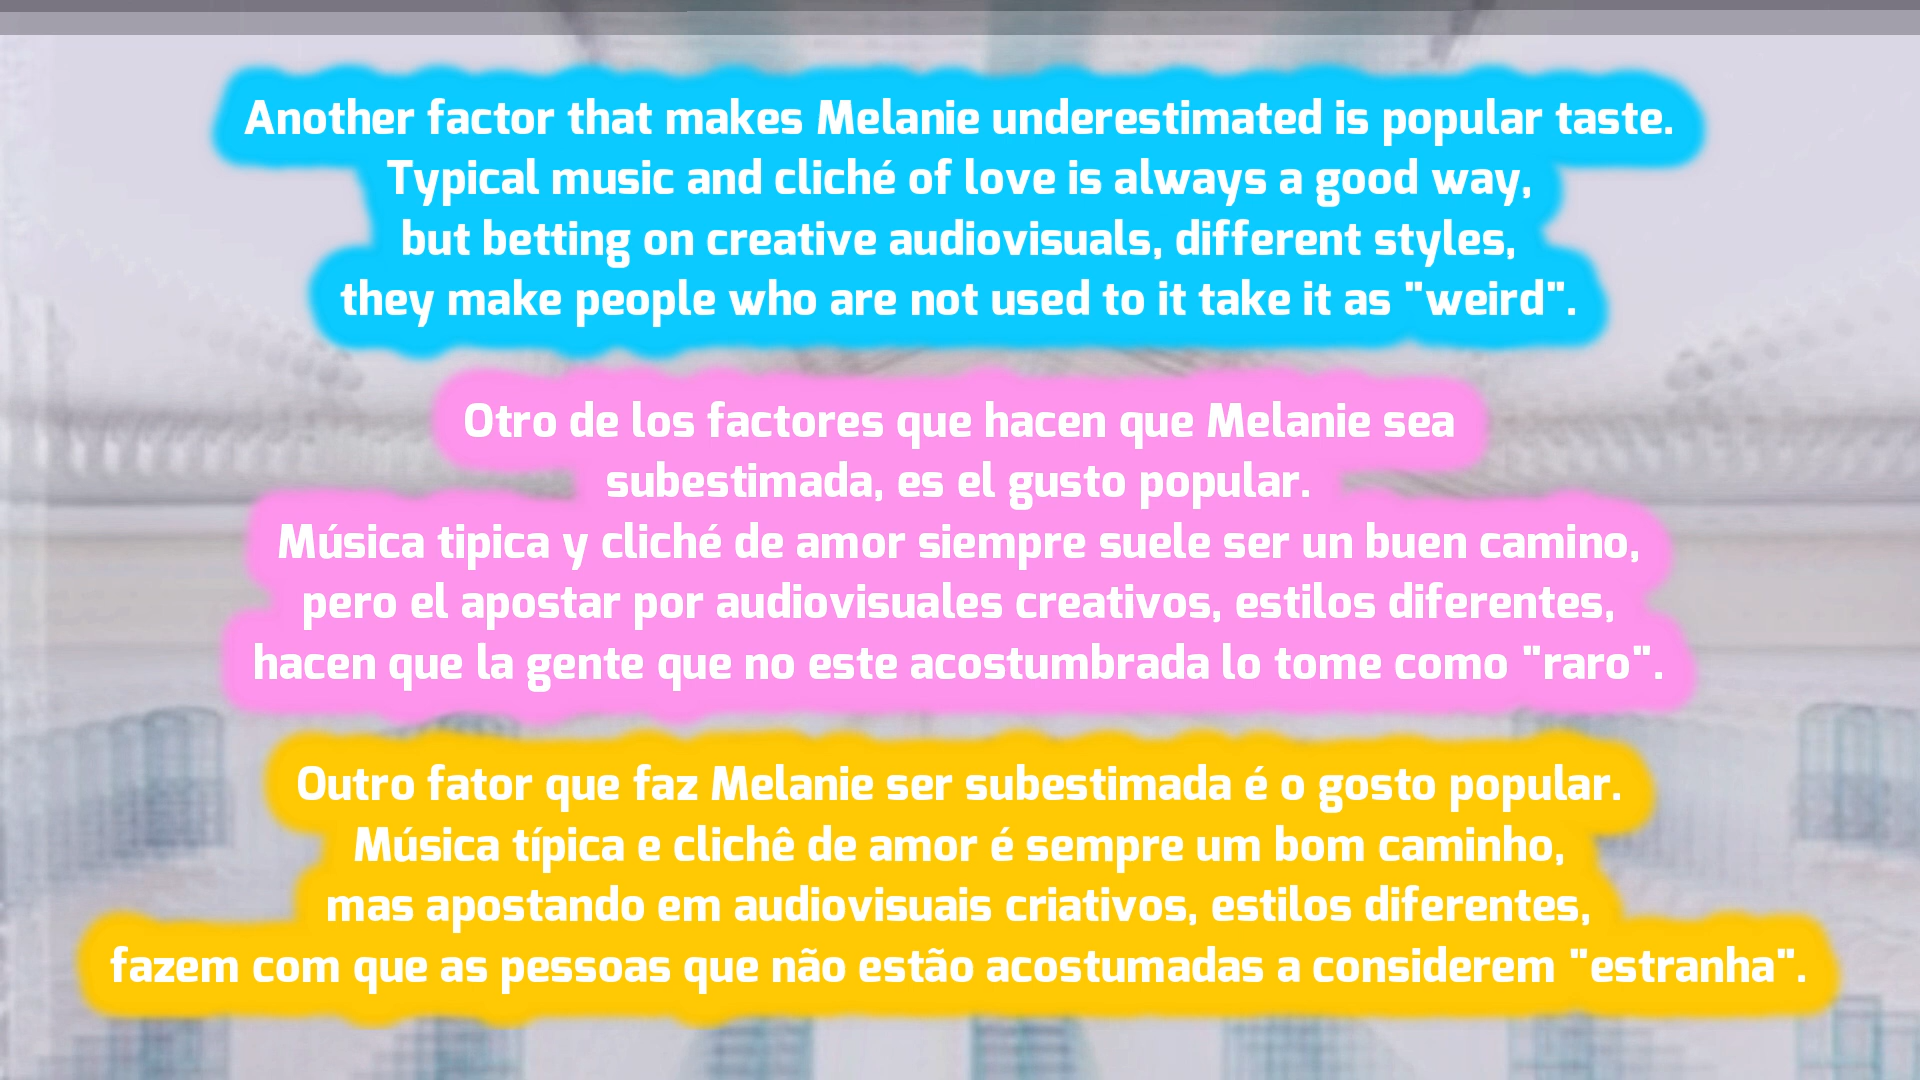 Another factor that makes Melanie underestimated is popular taste.
Typical music and cliché of love is always a good way,
but betting on creative audiovisuals, different styles,
they make people who are not used to it take it as "weird".
Otro de los factores que hacen que Melanie sea
subestimada, es el gusto popular.
Música tipica y cliché de amor siempre suele ser un buen camino,
pero el apostar por audiovisuales creativos, estilos diferentes,
hacen que la gente que no este acostumbrada lo tome como "raro".
Outro fator que faz Melanie ser subestimada é o gosto popular.
Música típica e clichê de amor é sempre um bom caminho,
mas apostando em audiovisuais criativos, estilos diferentes,
fazem com que as pessoas que não estão acostumadas a considerem "estranha".